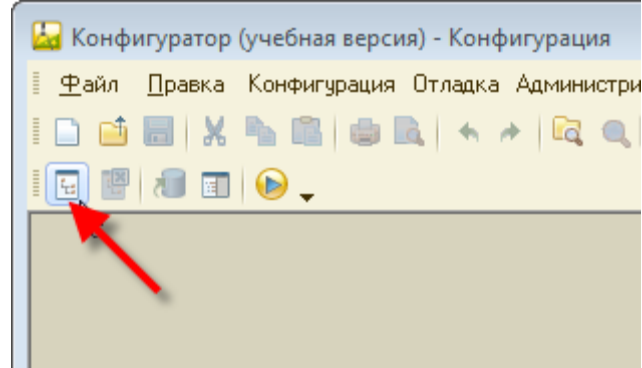 Конфигуратор (учебная версия) - Конфигурация
Файл Правка Конфигурация Отладка Администри